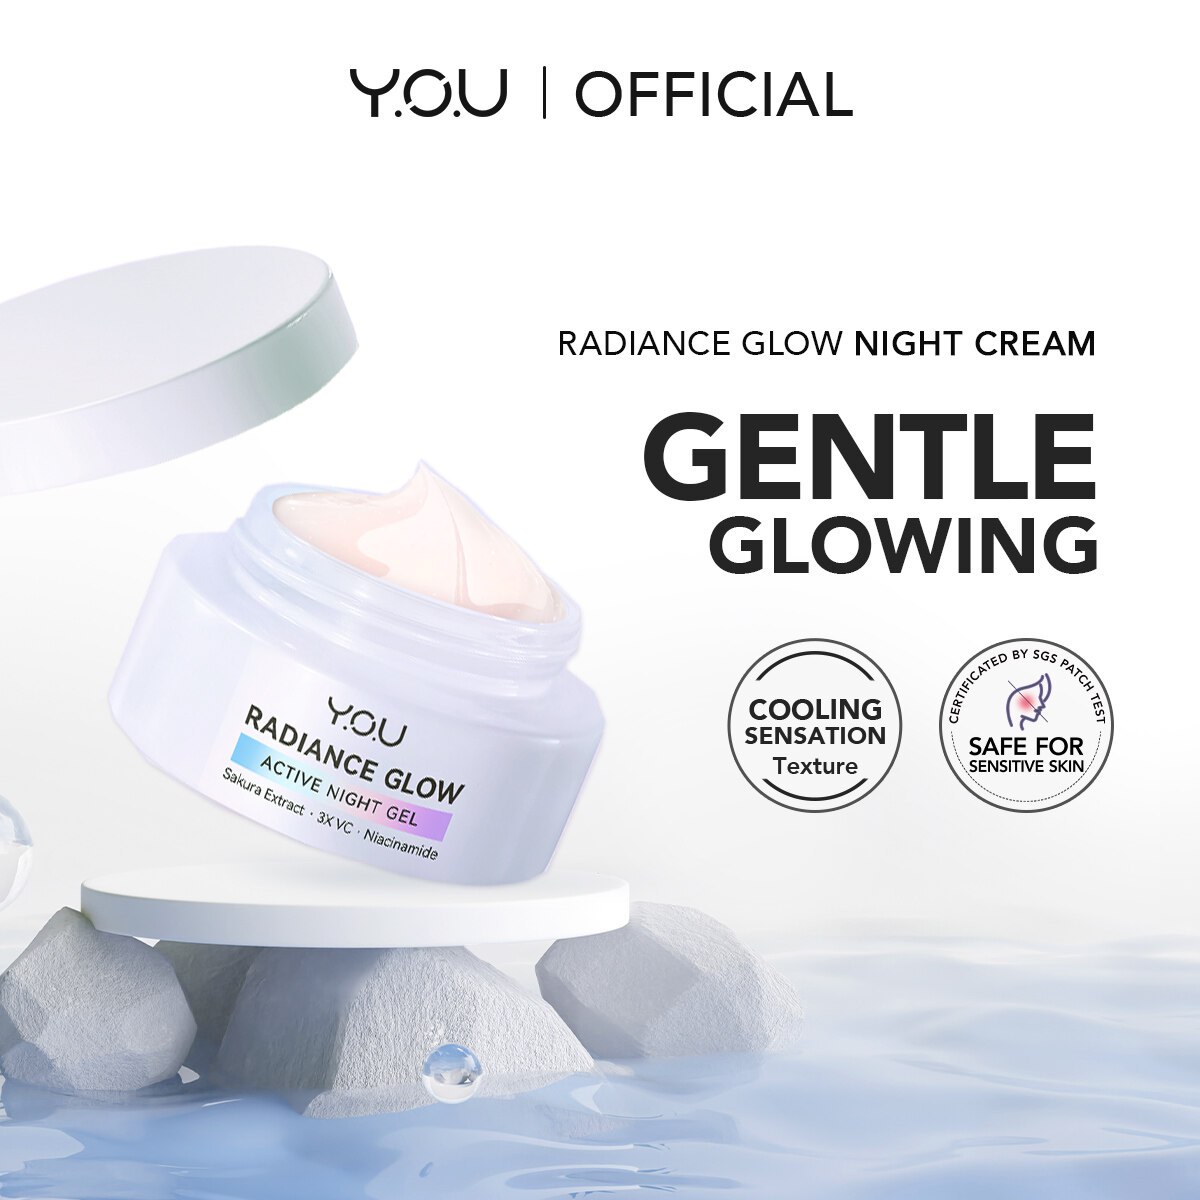 Y.O.U | OFFICIAL
RADIANCE GLOW NIGHT CREAM
GENTLE
GLOWING
COOLING
SENSATION
Texture
CERTIFICATED BY SGS PATCH TEST
SAFE FOR
SENSITIVE SKIN
Y.O.U
RADIANCE GLOW
ACTIVE NIGHT GEL
Sakura Extract · 3X VC · Niacinamide